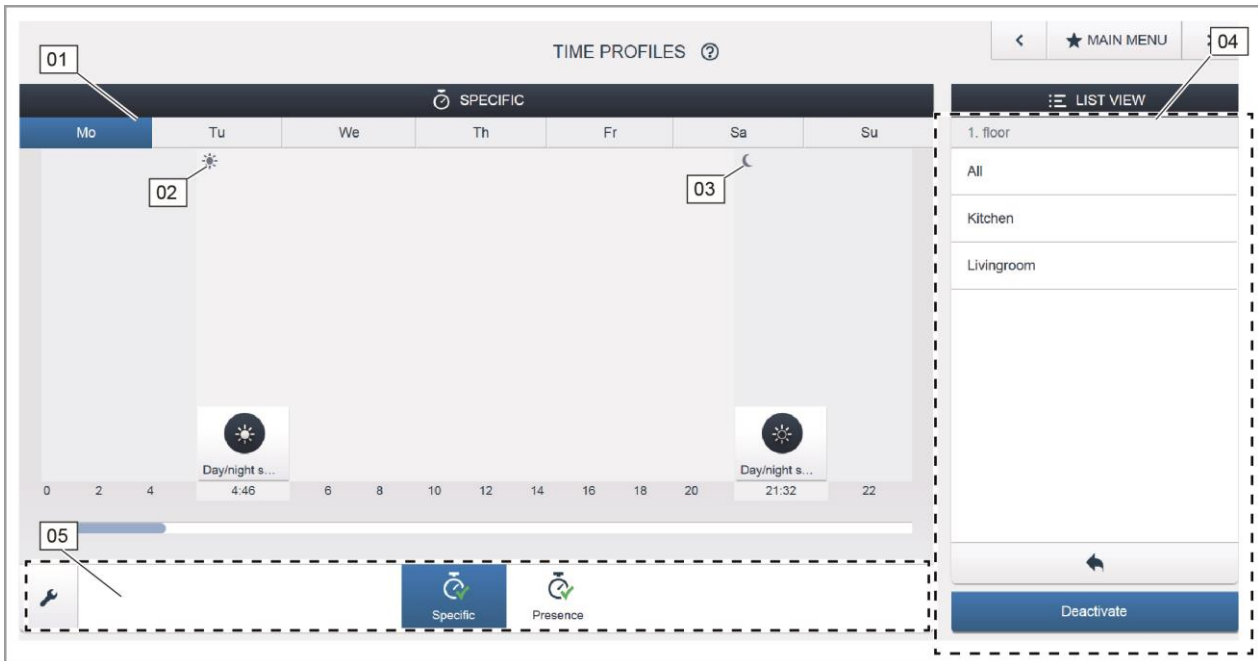 01
TIME PROFILES ?
< ★ MAIN MENU
04
SPECIFIC
LIST VIEW
Mo Tu We Th Fr Sa Su
1. floor
02
03
All
Kitchen
Livingroom
Day/night s...
Day/night s...
0 2 4 4:46 6 8 10 12 14 16 18 20 21:32 22
05
Specific
Presence
Deactivate